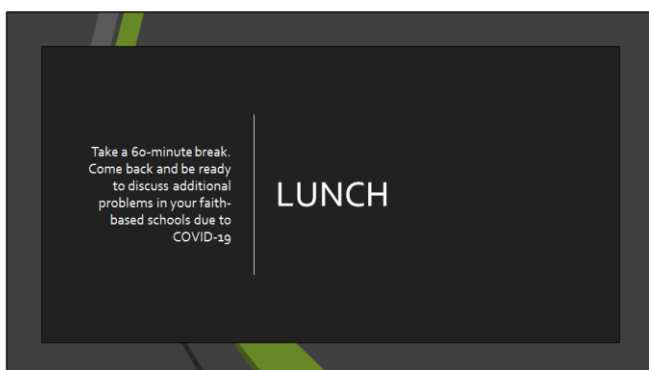 Take a 60-minute break.
Come back and be ready
to discuss additional
problems in your faith-
based schools due to
COVID-19
LUNCH